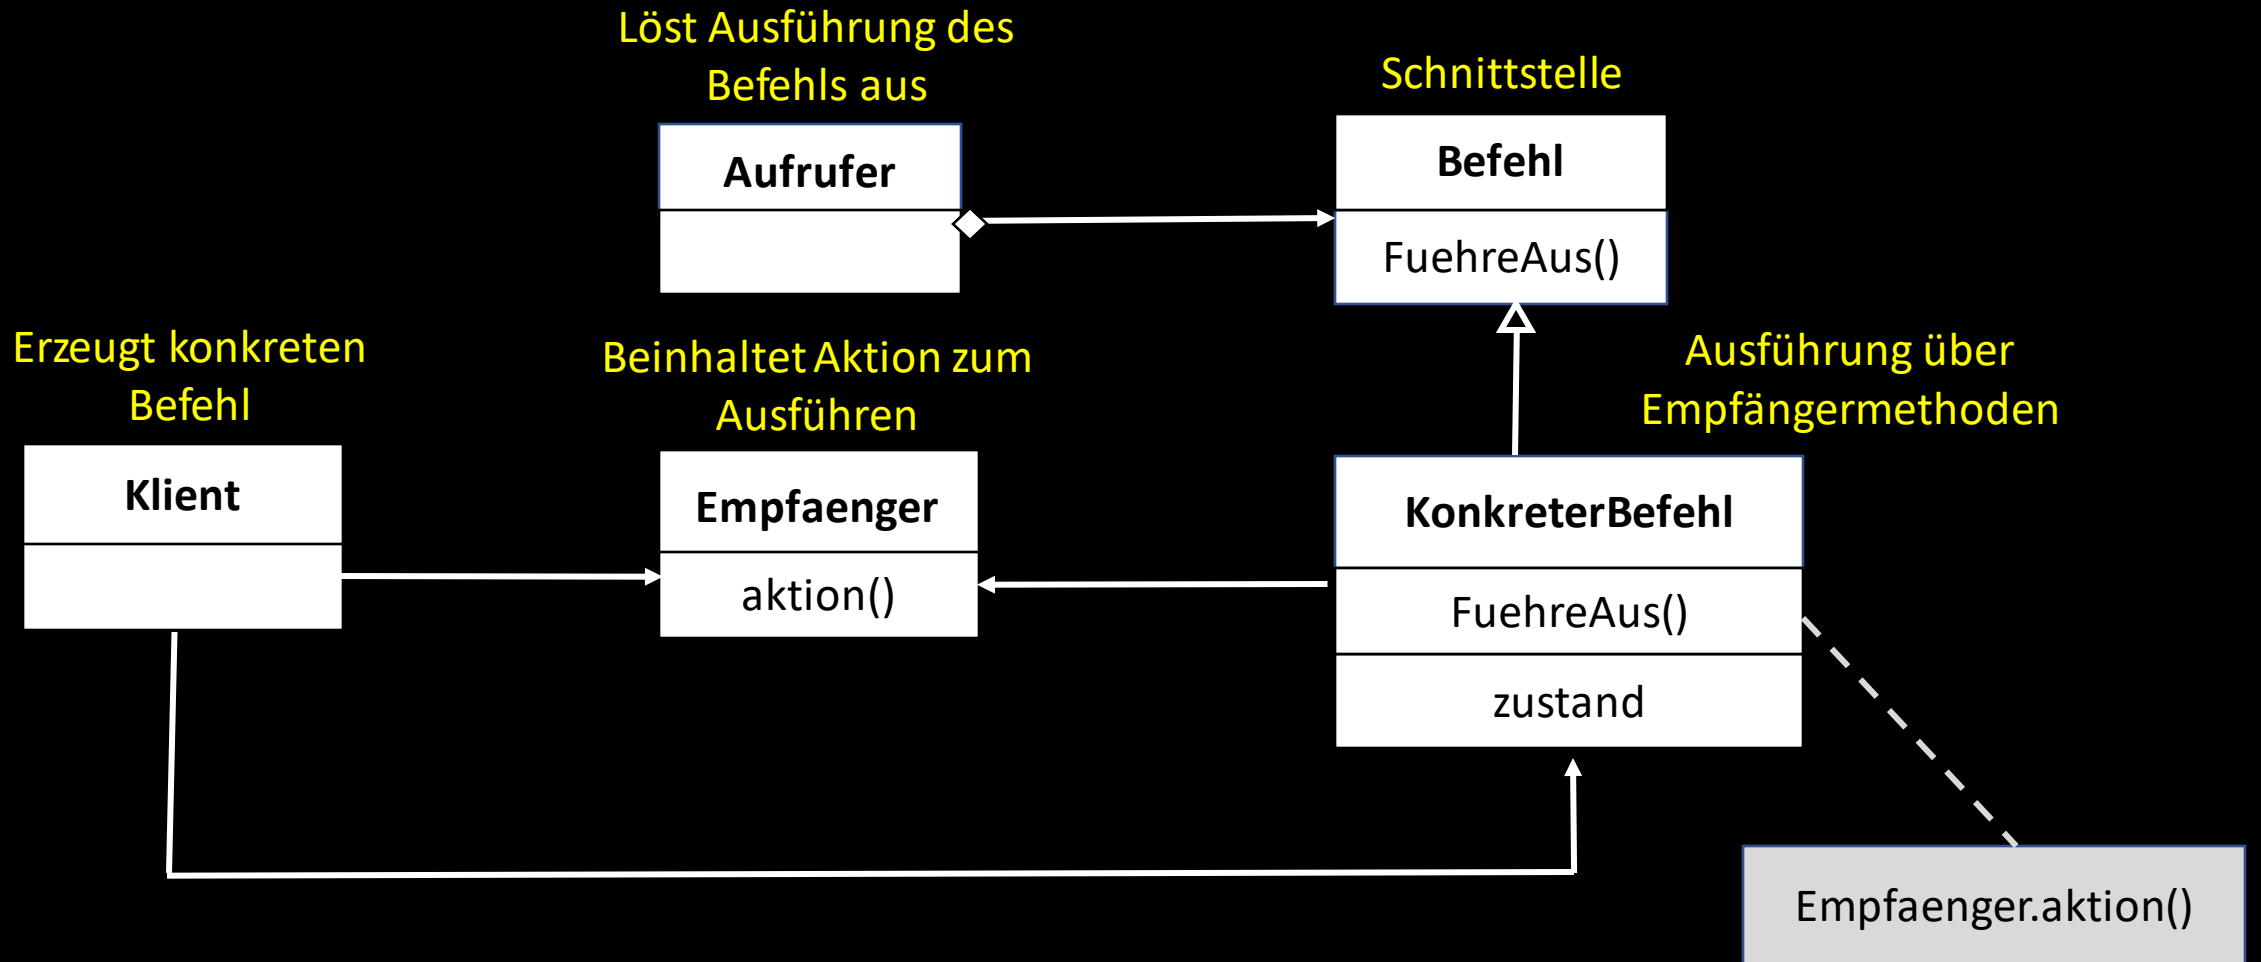 Löst Ausführung des
Befehls aus
Schnittstelle
Aufrufer
Befehl
FuehreAus()
Erzeugt konkreten
Befehl
Beinhaltet Aktion zum
Ausführen
Ausführung über
Empfängermethoden
Klient
Empfaenger
aktion()
KonkreterBefehl
FuehreAus()
zustand
Empfaenger.aktion()